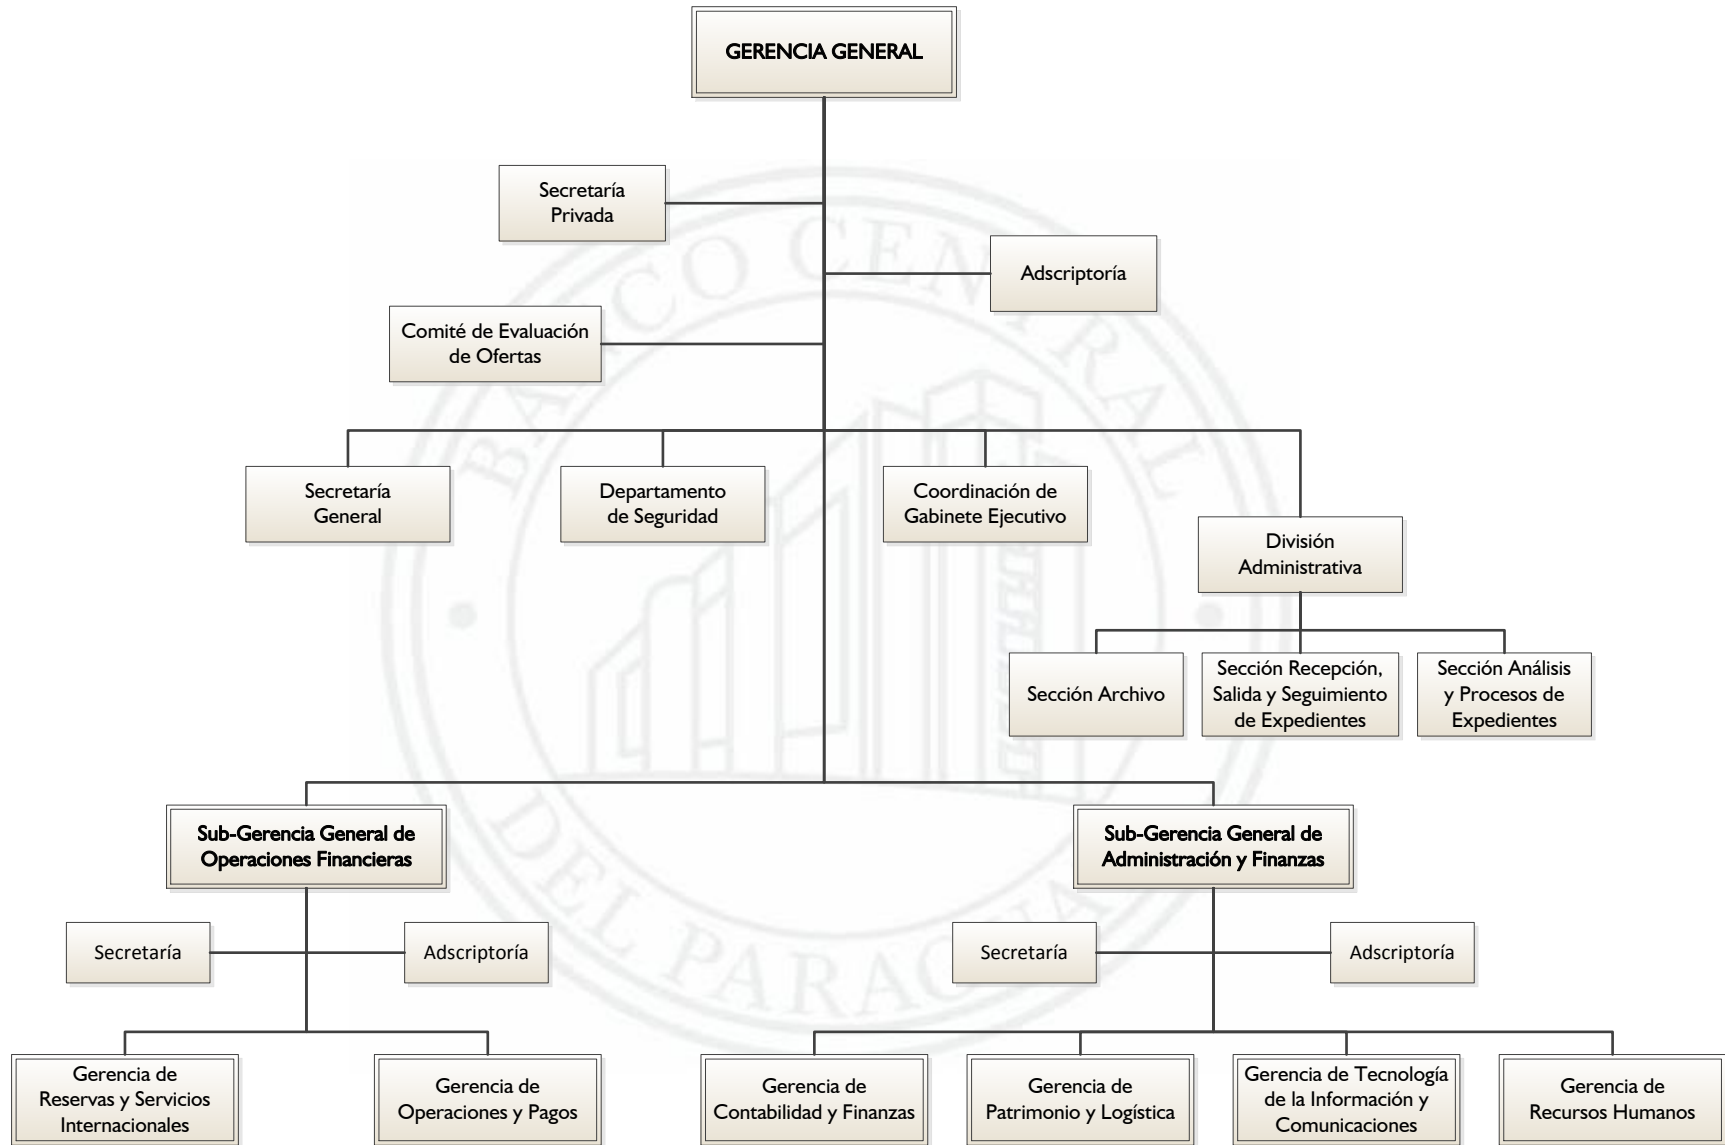 GERENCIA GENERAL
Secretaría
Privada
Adscriptoría
Comité de Evaluación
de Ofertas
Secretaría
General
Departamento
de Seguridad
Coordinación de
Gabinete Ejecutivo
División
Administrativa
Sección Archivo
Sección Recepción,
Salida y Seguimiento
de Expedientes
Sección Análisis
y Procesos de
Expedientes
Sub-Gerencia General de
Operaciones Financieras
Sub-Gerencia General de
Administración y Finanzas
Secretaría
Adscriptoría
Secretaría
Adscriptoría
Gerencia de
Reservas y Servicios
Internacionales
Gerencia de
Operaciones y Pagos
Gerencia de
Contabilidad y Finanzas
Gerencia de
Patrimonio y Logística
Gerencia de Tecnología
de la Información y
Comunicaciones
Gerencia de
Recursos Humanos
BANCO CENTRAL
DEL PARAGUAY